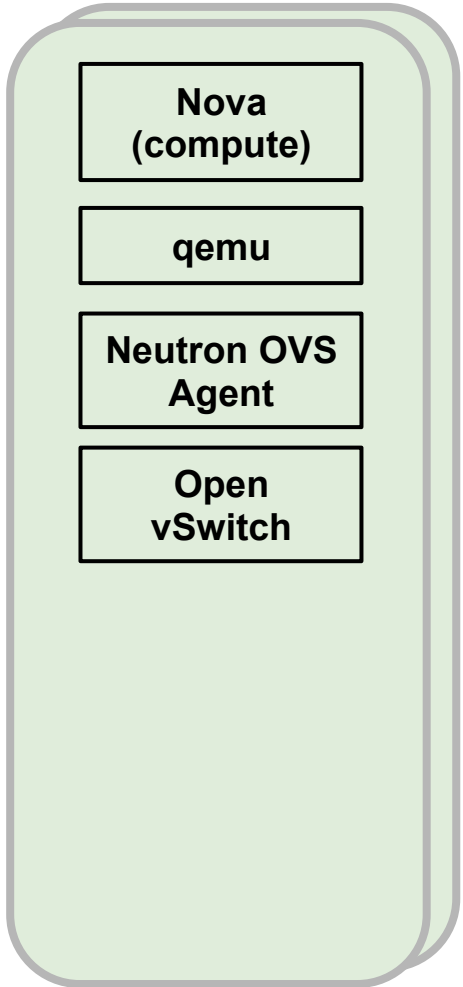 Nova
(compute)
qemu
Neutron OVS
Agent
Open
vSwitch